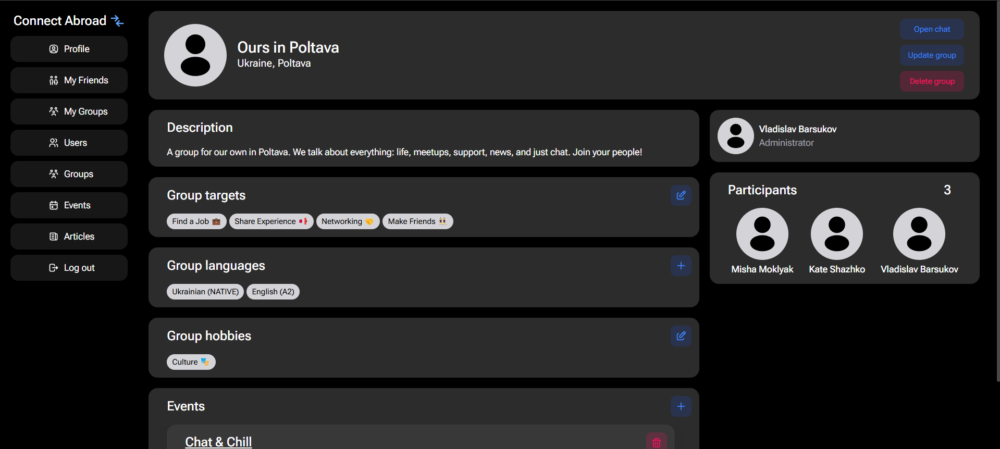 Connect Abroad
Profile
My Friends
My Groups
Users
Groups
Events
Articles
Log out
Ours in Poltava
Ukraine, Poltava
Open chat
Update group
Delete group
Description
A group for our own in Poltava. We talk about everything: life, meetups, support, news, and just chat. Join your people!
Group targets
Find a Job 💼 Share Experience Networking 🤝 Make Friends 👯
Group languages
Ukrainian (NATIVE) English (A2)
Group hobbies
Culture 🎭
Events
Chat & Chill
Vladislav Barsukov
Administrator
Participants 3
Misha Moklyak Kate Shazhko Vladislav Barsukov